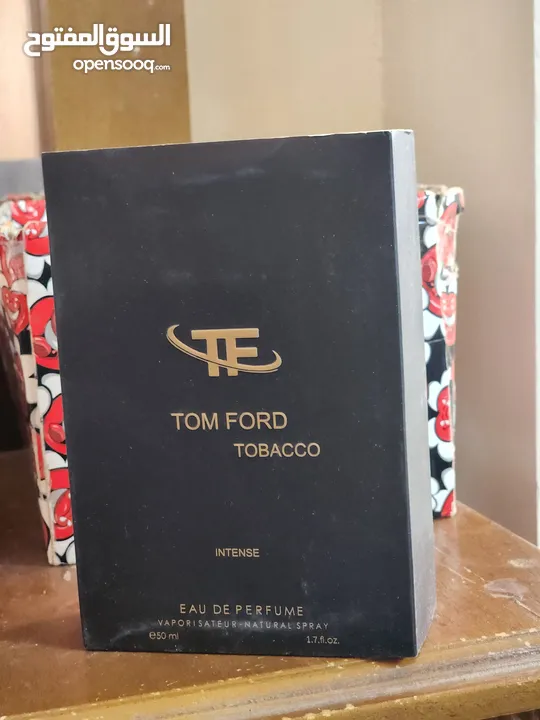 السوق المفتوح
opensooq.com
TF
TOM FORD
TOBACCO
INTENSE
EAU DE PERFUME
VAPORISATEUR-NATURAL SPRAY
e50 ml 1.7.fl.oz.